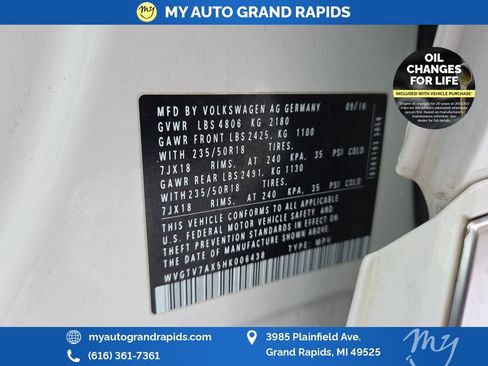 my MY AUTO GRAND RAPIDS
OIL
CHANGES
FOR LIFE
INCLUDED WITH VEHICLE PURCHASE*
MFD BY VOLKSWAGEN AG GERMANY 09/16
GVWR LBS 4806 KG 2180
GAWR FRONT LBS 2425, KG 1100
WITH 235/50R18 TIRES.
7JX18 RIMS. AT 240 KPA, 35 PSI COLD
GAWR REAR LBS 2491, KG 1130
WITH 235/50R18 TIRES.
7JX18 RIMS. AT 240 KPA, 35 PSI COLD
THIS VEHICLE CONFORMS TO ALL APPLICABLE
U.S. FEDERAL MOTOR VEHICLE SAFETY AND
THEFT PREVENTION STANDARDS IN EFFECT ON
THE DATE OF MANUFACTURE SHOWN ABOVE.
WVGTV7AX5HK006438 TYPE: MPV
myautograndrapids.com
(616) 361-7361
3985 Plainfield Ave.
Grand Rapids, MI 49525
my